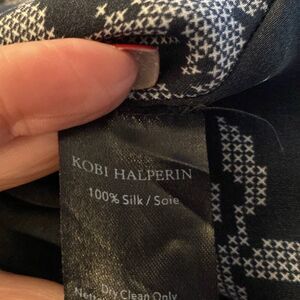 KOBI HALPERIN
100% Silk / Soie
Dry Clean Only